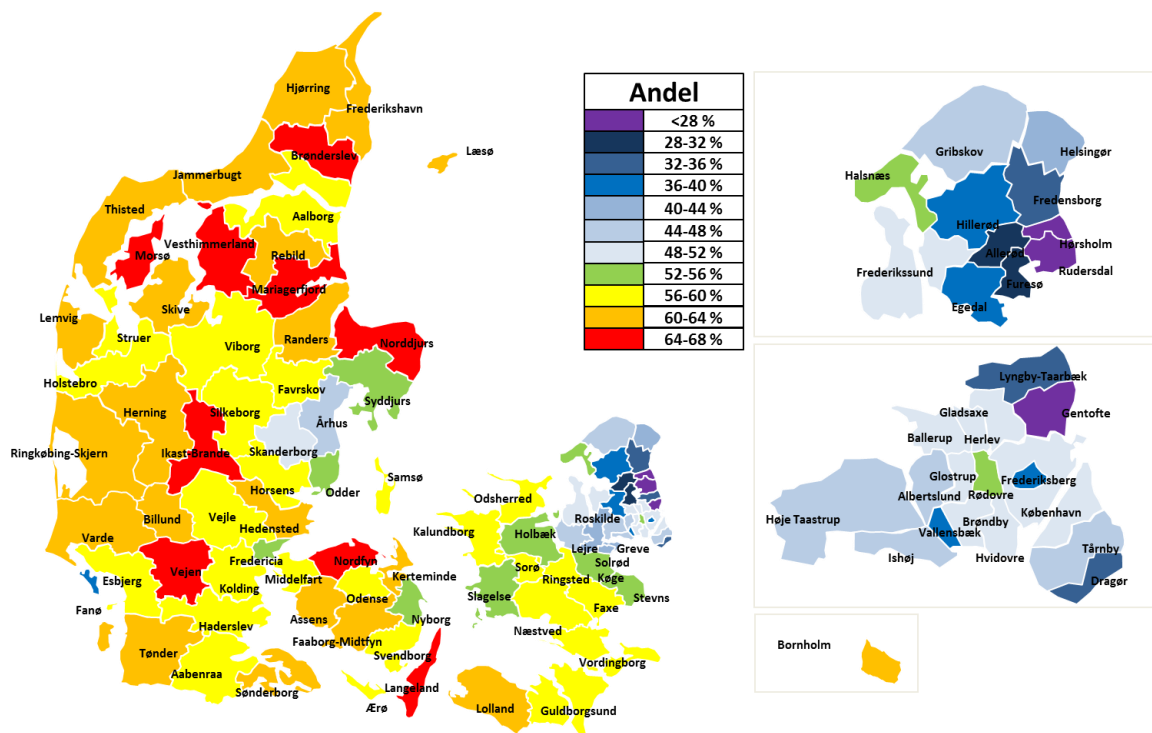 Hjørring
Frederikshavn
Brønderslev
Læsø
Jammerbugt
Thisted
Aalborg
Vesthimmerland
Morsø
Rebild
Mariagerfjord
Skive
Lemvig
Struer
Viborg
Randers
Norddjurs
Holstebro
Favrskov
Syddjurs
Herning
Silkeborg
Århus
Ringkøbing-Skjern
Ikast-Brande
Skanderborg
Samsø
Horsens
Odder
Billund
Vejle
Hedensted
Varde
Esbjerg
Vejen
Fredericia
Kolding
Middelfart
Nordfyn
Kerteminde
Odense
Fanø
Haderslev
Assens
Nyborg
Faaborg-Midtfyn
Tønder
Aabenraa
Svendborg
Sønderborg
Langeland
Ærø
Odsherred
Kalundborg
Roskilde
Holbæk
Lejre
Greve
Solrød
Sorø
Ringsted
Køge
Slagelse
Stevns
Faxe
Næstved
Vordingborg
Lolland
Guldborgsund
Andel
<28 %
28-32 %
32-36 %
36-40 %
40-44 %
44-48 %
48-52 %
52-56 %
56-60 %
60-64 %
64-68 %
Gribskov
Helsingør
Halsnæs
Fredensborg
Hillerød
Hørsholm
Allerød
Rudersdal
Frederikssund
Furesø
Egedal
Lyngby-Taarbæk
Gladsaxe
Gentofte
Ballerup
Herlev
Glostrup
Frederiksberg
Albertslund
Rødovre
Høje Taastrup
Brøndby
København
Vallensbæk
Ishøj
Hvidovre
Tårnby
Dragør
Bornholm